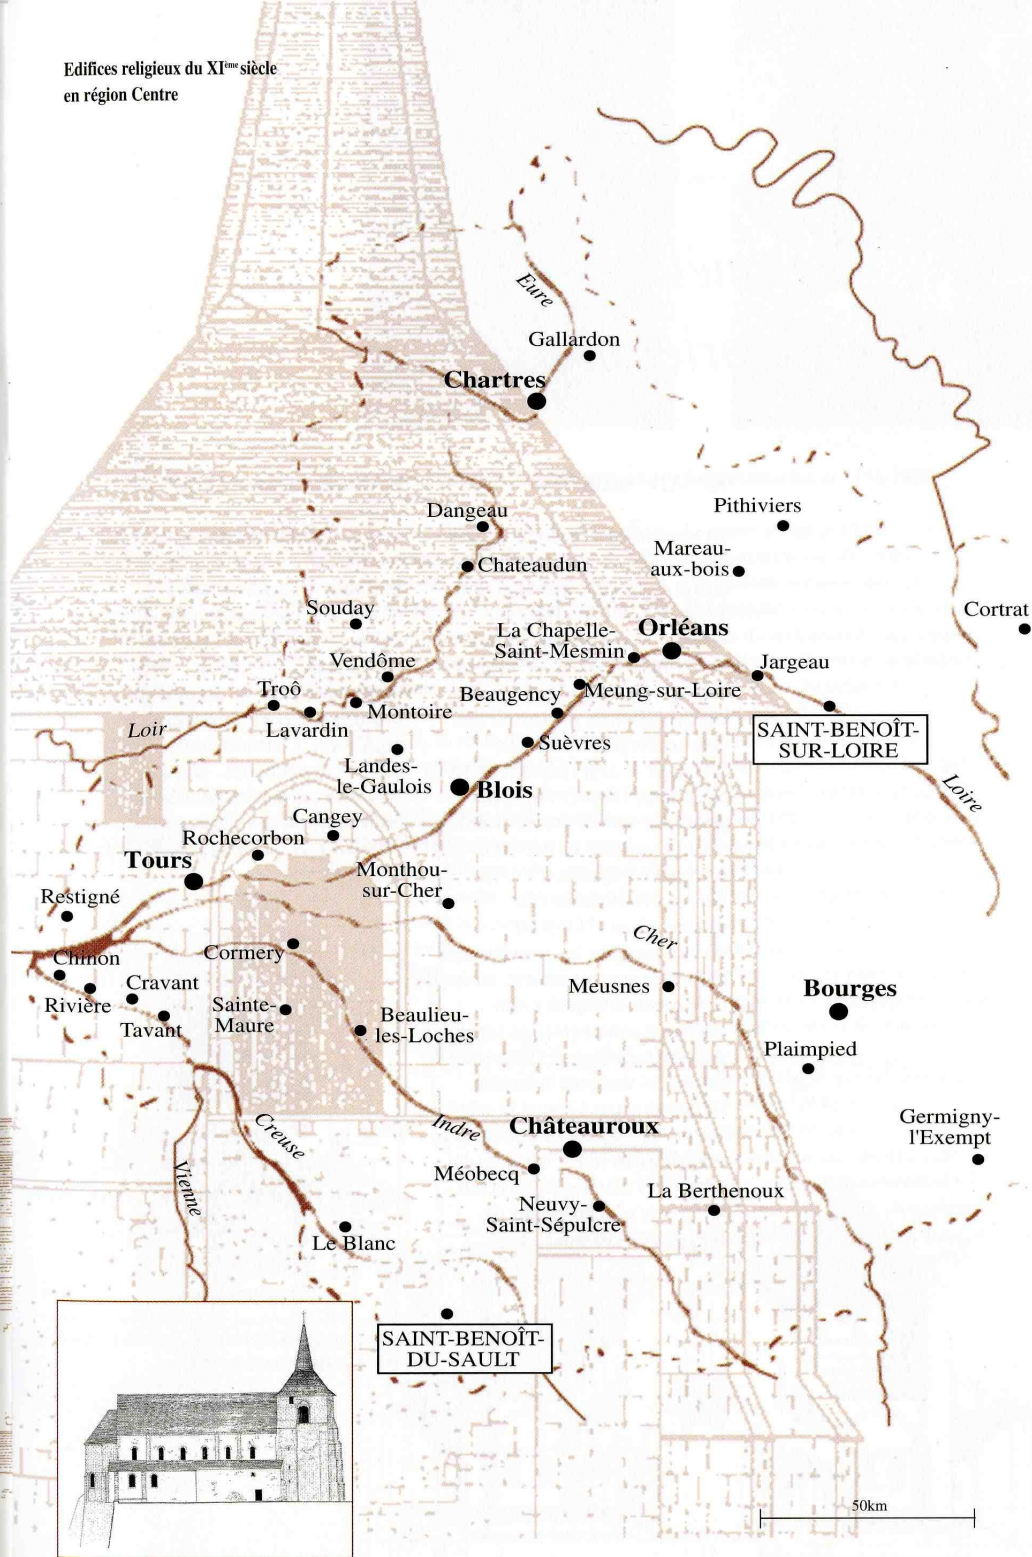 Edifices religieux du XIème siècle
en région Centre
Eure
Gallardon
Chartres
Dangeau
Pithiviers
Chateaudun
Mareau-
aux-bois
Souday
Cortrat
La Chapelle-
Saint-Mesmin
Orléans
Vendôme
Jargeau
Troô
Beaugency
Meung-sur-Loire
Montoire
Loir
Lavardin
SAINT-BENOÎT-
SUR-LOIRE
Suèvres
Landes-
le-Gaulois
Blois
Loire
Cangey
Rochecorbon
Tours
Monthou-
sur-Cher
Restigné
Cher
Cormery
Chinon
Cravant
Meusnes
Bourges
Rivière
Sainte-
Maure
Tavant
Beaulieu-
les-Loches
Plaimpied
Creuse
Indre
Châteauroux
Germigny-
l'Exempt
Vienne
Méobecq
La Berthenoux
Neuvy-
Saint-Sépulcre
Le Blanc
SAINT-BENOÎT-
DU-SAULT
50km